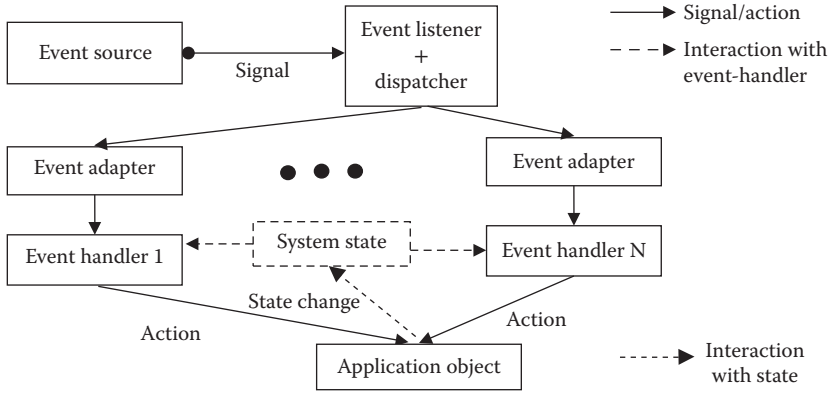 Event source
Signal
Event listener
+
dispatcher
Signal/action
Interaction with
event-handler
Event adapter
Event adapter
Event handler 1
System state
Event handler N
State change
Action
Action
Application object
Interaction
with state